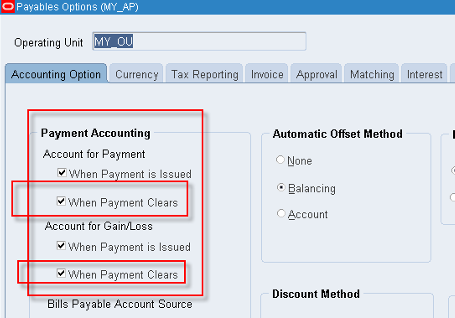 Payables Options (MY_AP)
Operating Unit MY_OU
Accounting Option Currency Tax Reporting Invoice Approval Matching Interest
Payment Accounting
Account for Payment
When Payment is Issued
When Payment Clears
Account for Gain/Loss
When Payment is Issued
When Payment Clears
Bills Payable Account Source
Automatic Offset Method
None
Balancing
Account
Discount Method